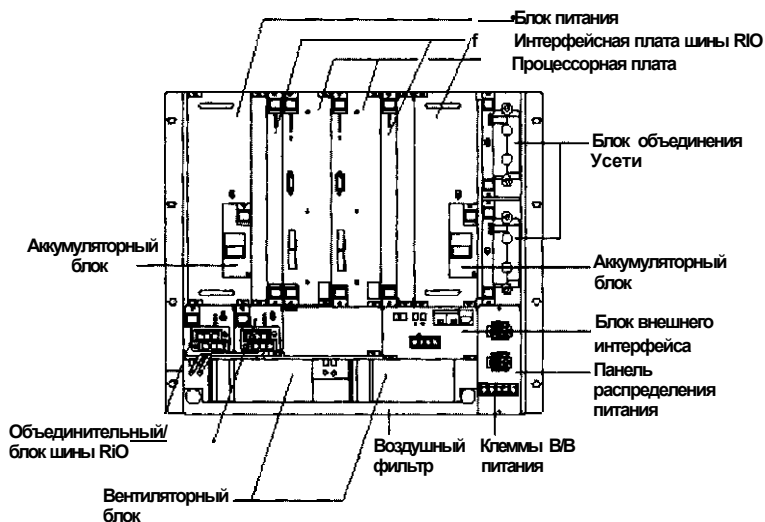 Блок питания
Интерфейсная плата шины RIO
Процессорная плата
Блок объединения
Усети
Аккумуляторный
блок
Аккумуляторный
блок
Блок внешнего
интерфейса
Панель
распределения
питания
Объединительный/
блок шины RiO
Воздушный
фильтр
Клеммы В/В
питания
Вентиляторный
блок